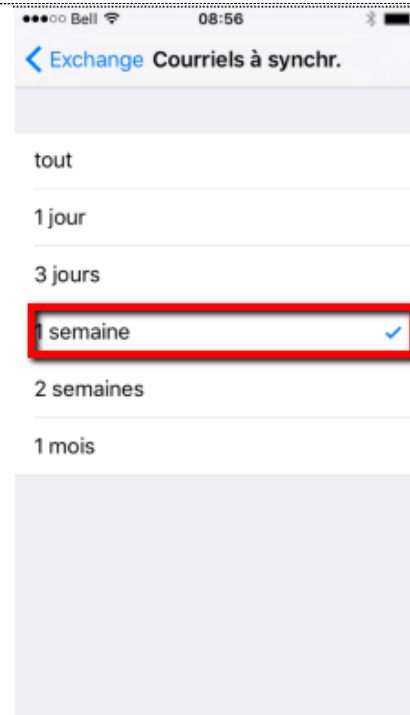 Bell 08:56
Exchange Courriels à synchr.
tout
1 jour
3 jours
1 semaine
2 semaines
1 mois